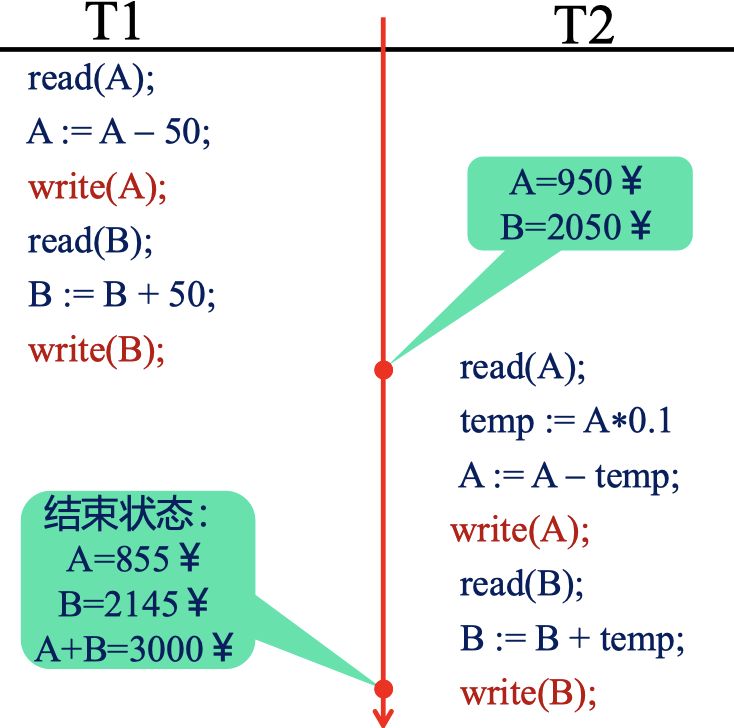 T1
T2
read(A);
A := A – 50;
write(A);
read(B);
B := B + 50;
write(B);
A=950￥
B=2050￥
read(A);
temp := A*0.1
A := A – temp;
write(A);
read(B);
B := B + temp;
write(B);
结束状态：
A=855￥
B=2145￥
A+B=3000￥